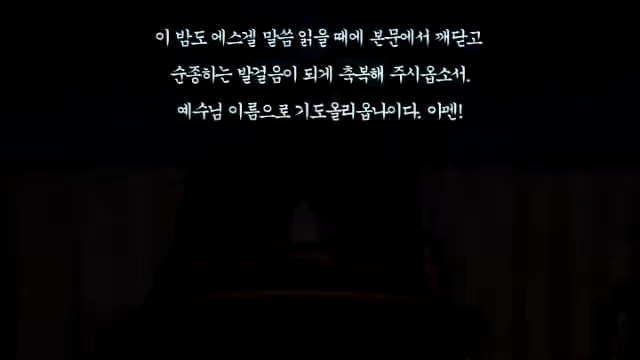 이 밤도 에스겔 말씀 읽을 때에 본문에서 깨닫고
순종하는 발걸음이 되게 축복해 주시옵소서.
예수님 이름으로 기도올리옵나이다. 아멘!